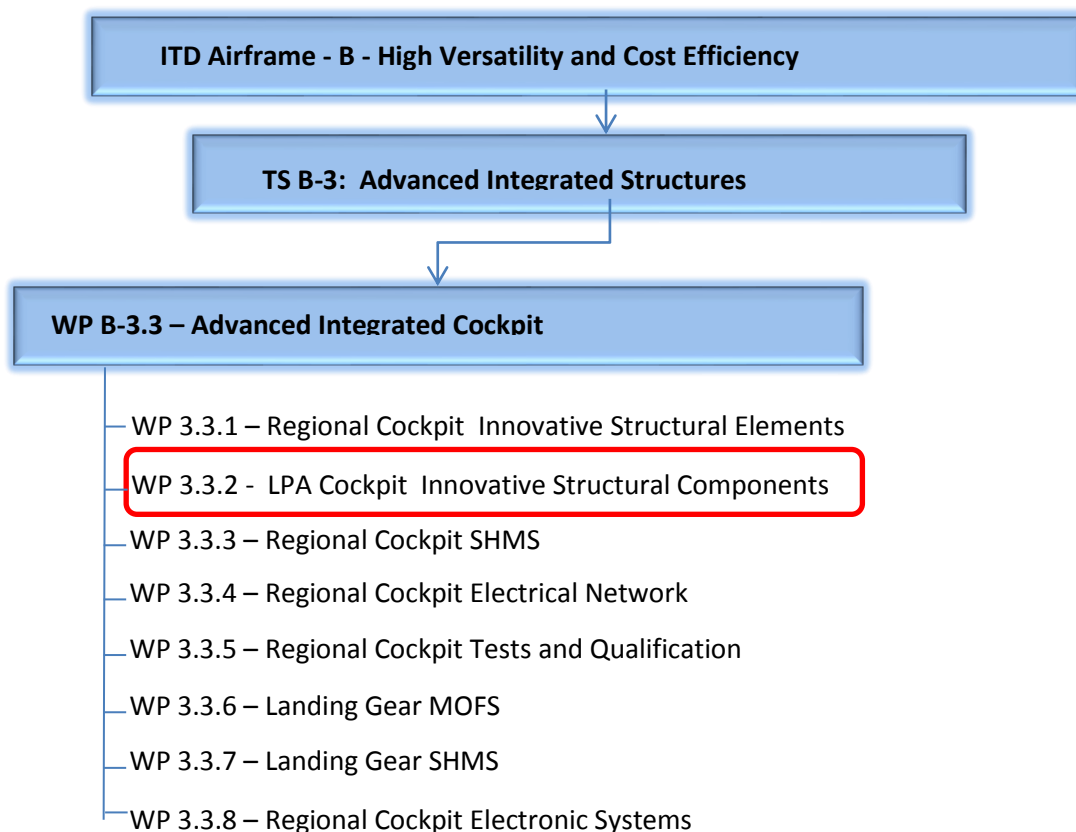 ITD Airframe - B - High Versatility and Cost Efficiency
TS B-3: Advanced Integrated Structures
WP B-3.3 – Advanced Integrated Cockpit
WP 3.3.1 – Regional Cockpit Innovative Structural Elements
WP 3.3.2 - LPA Cockpit Innovative Structural Components
WP 3.3.3 – Regional Cockpit SHMS
WP 3.3.4 – Regional Cockpit Electrical Network
WP 3.3.5 – Regional Cockpit Tests and Qualification
WP 3.3.6 – Landing Gear MOFS
WP 3.3.7 – Landing Gear SHMS
WP 3.3.8 – Regional Cockpit Electronic Systems